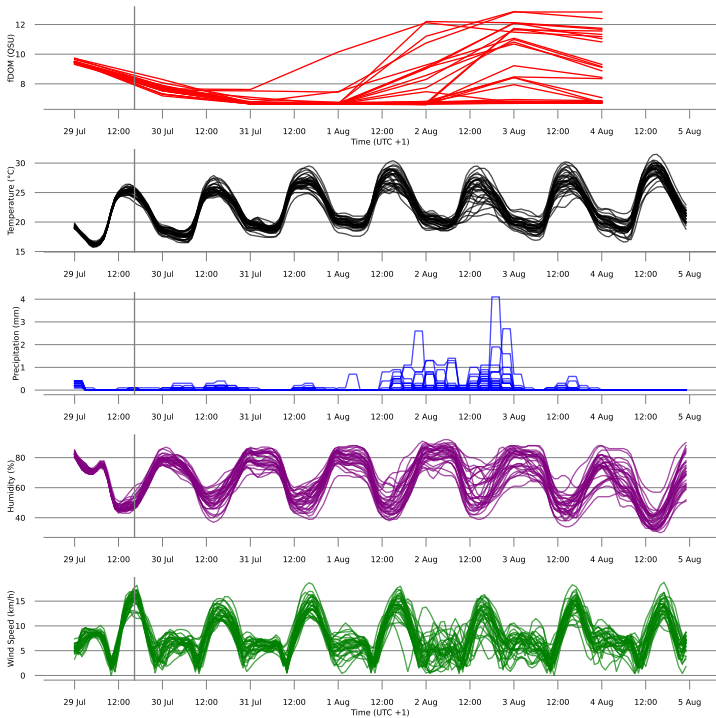 12
10
8
fDOM (QSU)
29 Jul 12:00 30 Jul 12:00 31 Jul 12:00 1 Aug 12:00 2 Aug 12:00 3 Aug 12:00 4 Aug 12:00 5 Aug
Time (UTC +1)
30
25
20
15
Temperature (°C)
29 Jul 12:00 30 Jul 12:00 31 Jul 12:00 1 Aug 12:00 2 Aug 12:00 3 Aug 12:00 4 Aug 12:00 5 Aug
4
3
2
1
0
Precipitation (mm)
29 Jul 12:00 30 Jul 12:00 31 Jul 12:00 1 Aug 12:00 2 Aug 12:00 3 Aug 12:00 4 Aug 12:00 5 Aug
80
60
40
Humidity (%)
29 Jul 12:00 30 Jul 12:00 31 Jul 12:00 1 Aug 12:00 2 Aug 12:00 3 Aug 12:00 4 Aug 12:00 5 Aug
15
10
5
0
Wind Speed (km/h)
29 Jul 12:00 30 Jul 12:00 31 Jul 12:00 1 Aug 12:00 2 Aug 12:00 3 Aug 12:00 4 Aug 12:00 5 Aug
Time (UTC +1)